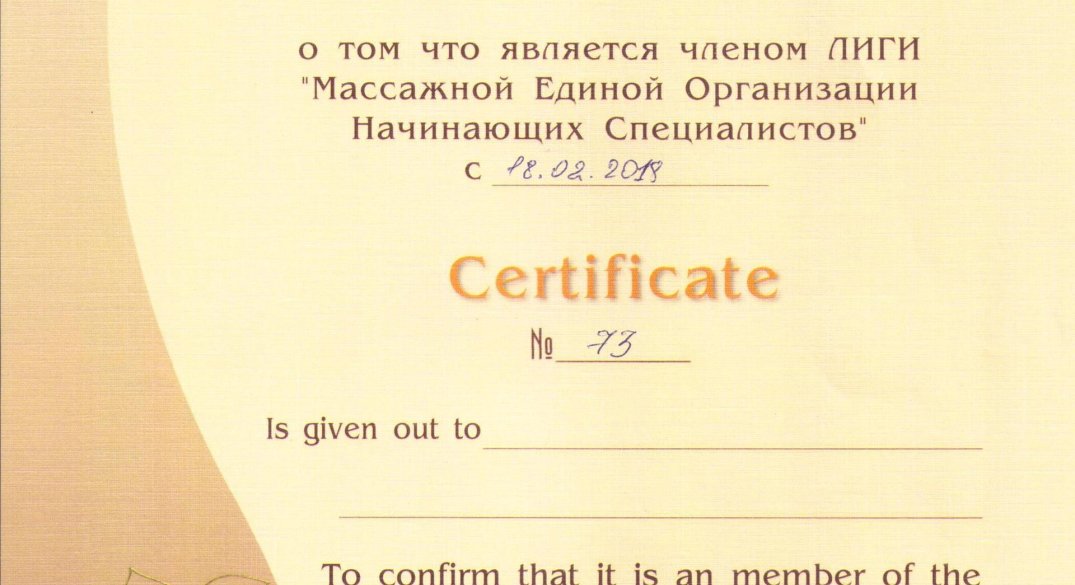 о том что является членом ЛИГИ
"Массажной Единой Организации
Начинающих Специалистов"
с 18.02.2018
Certificate
№ 73
Is given out to
To confirm that it is an member of the